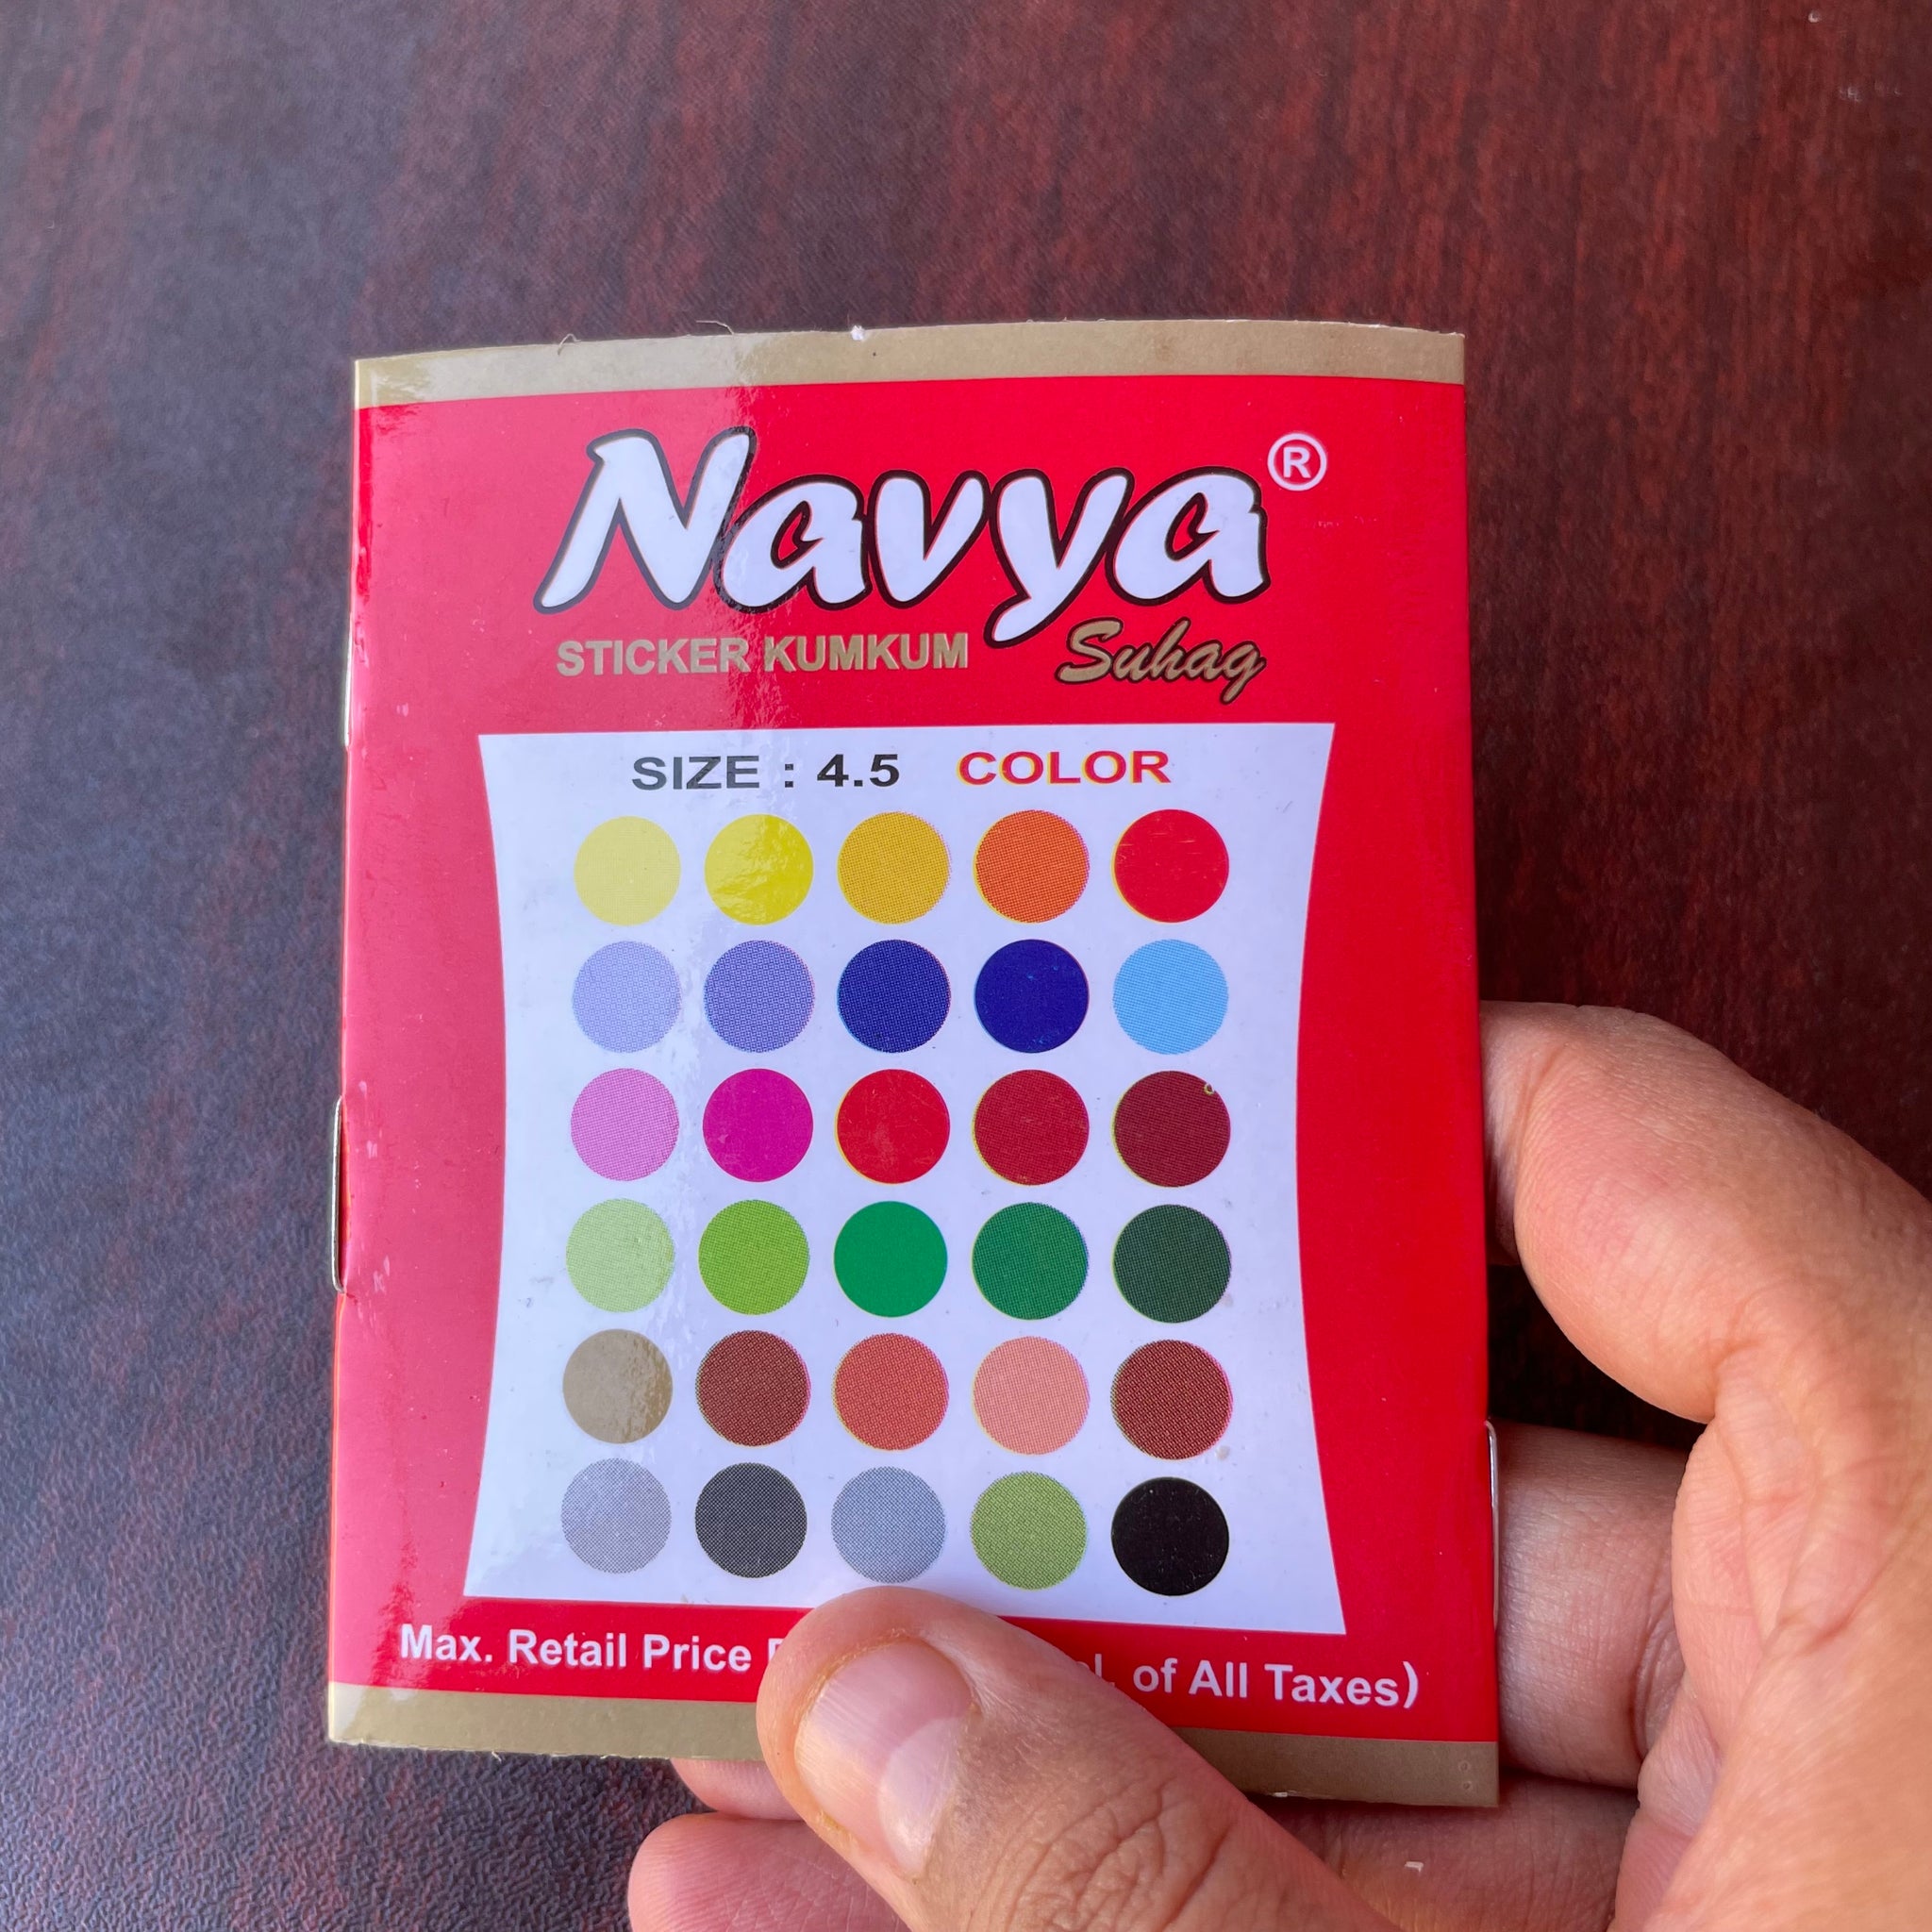 Navya ®
STICKER KUMKUM Suhag
SIZE : 4.5 COLOR
Max. Retail Price of All Taxes)